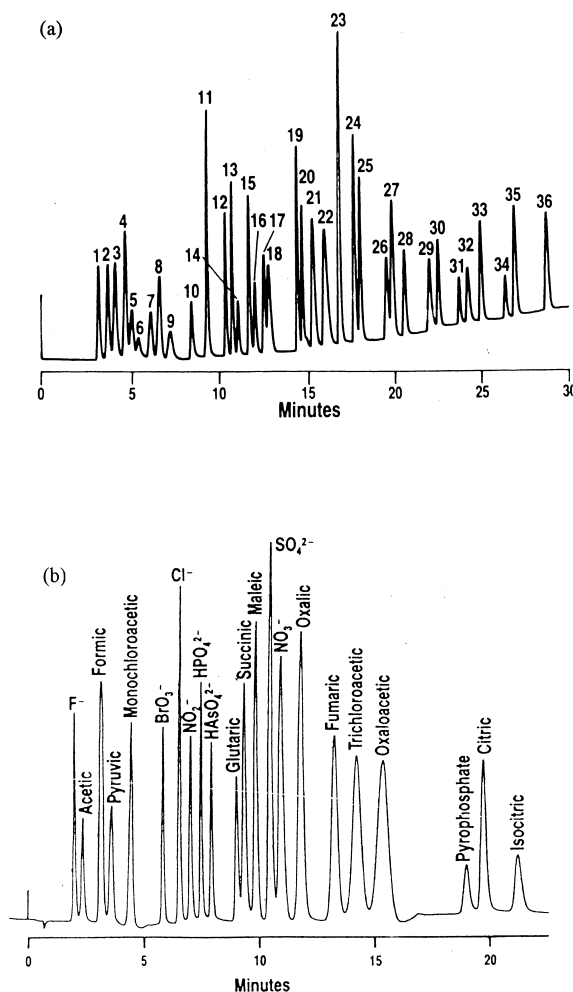 (a)
1 2 3 4 5 6 7 8 9 10 11 12 13 14 15 16 17 18 19 20 21 22 23 24 25 26 27 28 29 30 31 32 33 34 35 36
0 5 10 15 20 25 30
Minutes
(b)
F⁻
Acetic
Formic
Pyruvic
Monochloroacetic
BrO₃⁻
Cl⁻
NO₂⁻
HPO₄²⁻
HAsO₄²⁻
Glutaric
Succinic
Maleic
SO₄²⁻
NO₃⁻
Oxalic
Fumaric
Trichloroacetic
Oxaloacetic
Pyrophosphate
Citric
Isocitric
0 5 10 15 20
Minutes